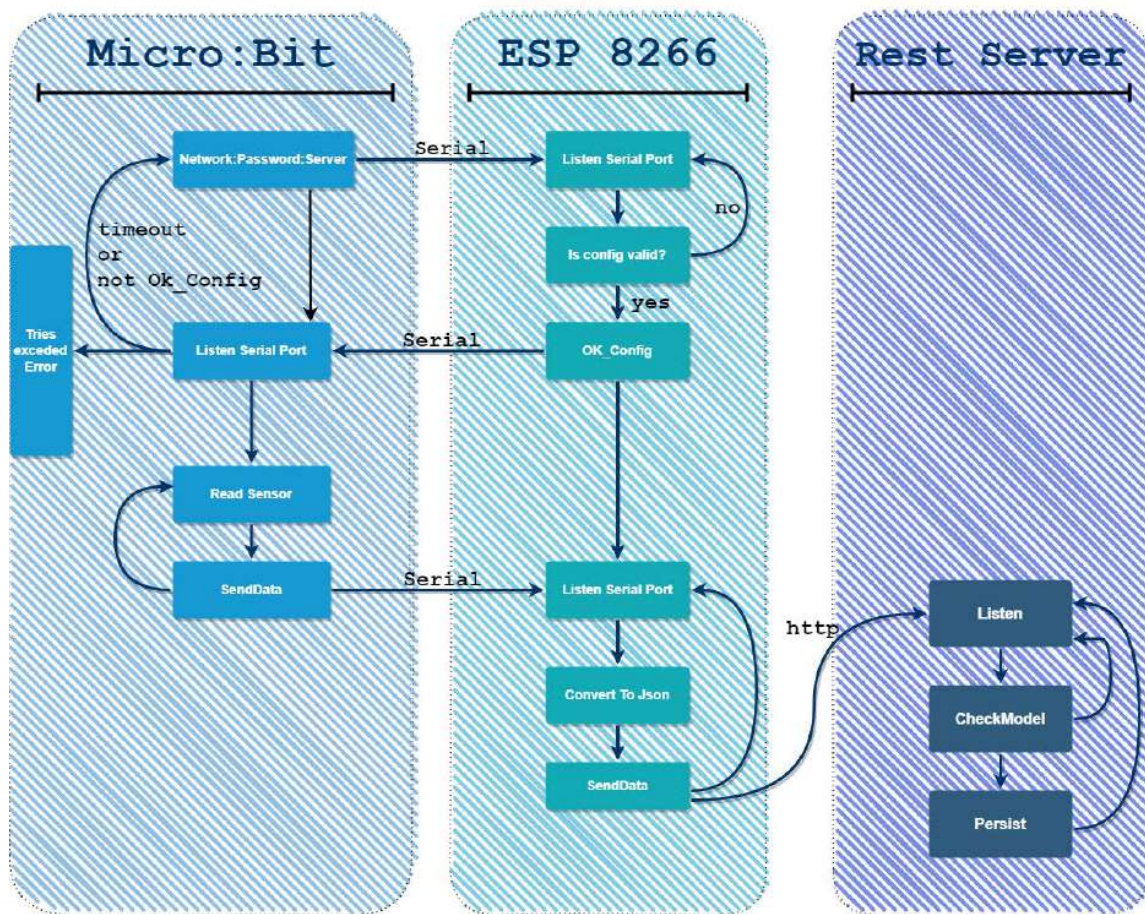 Micro:Bit
ESP 8266
Rest Server
Network:Password:Server
Serial
Listen Serial Port
no
timeout
or
not Ok_Config
Is config valid?
yes
Tries
exceded
Error
Listen Serial Port
Serial
OK_Config
Read Sensor
SendData
Serial
Listen Serial Port
http
Listen
Convert To Json
CheckModel
SendData
Persist